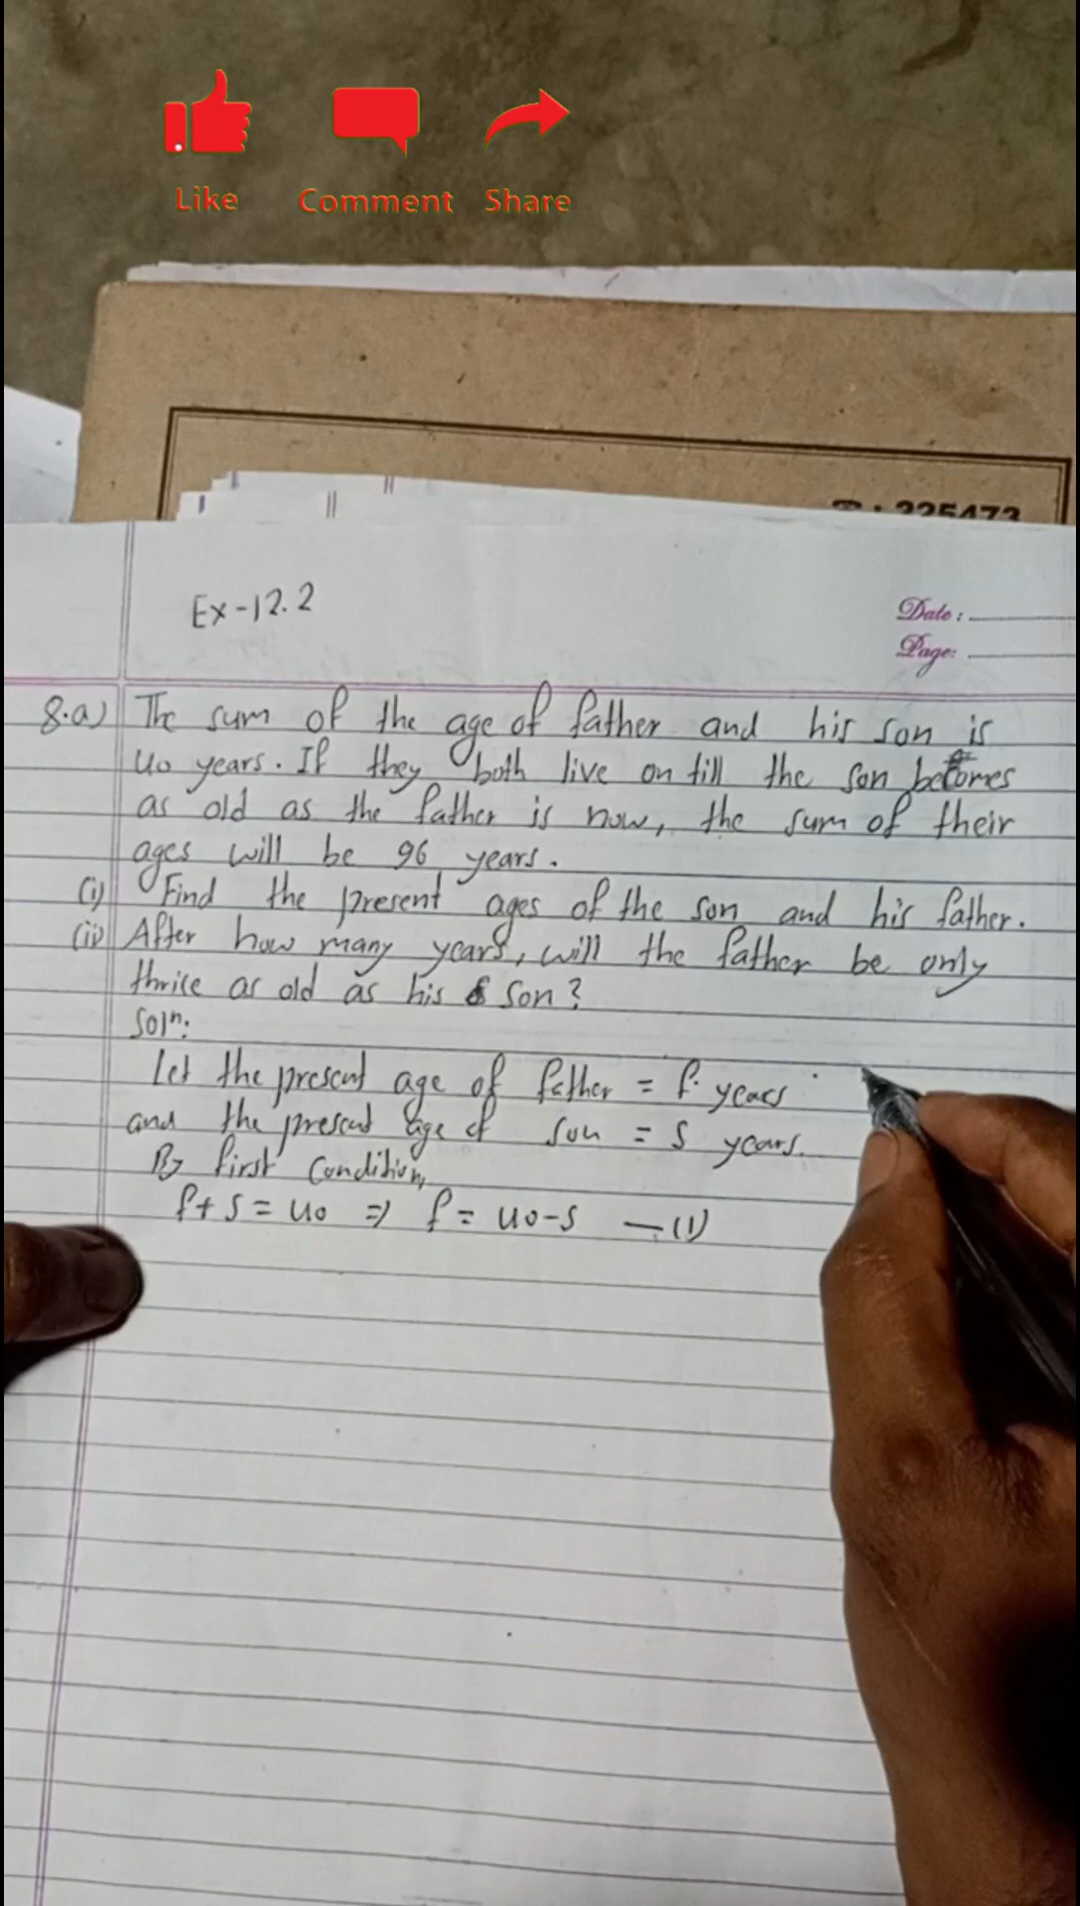 Like Comment Share
☎ : 225473
Ex-12.2
Date :
Page:
8.a) The sum of the age of father and his son is
40 years. If they both live on till the son becomes
as old as the father is now, the sum of their
ages will be 96 years.
(i) Find the present ages of the son and his father.
(ii) After how many years, will the father be only
thrice as old as his son?
Solⁿ:
Let the present age of father = f years
and the present age of son = s years.
By first condition,
f + s = 40 ⇒ f = 40 - s — (1)